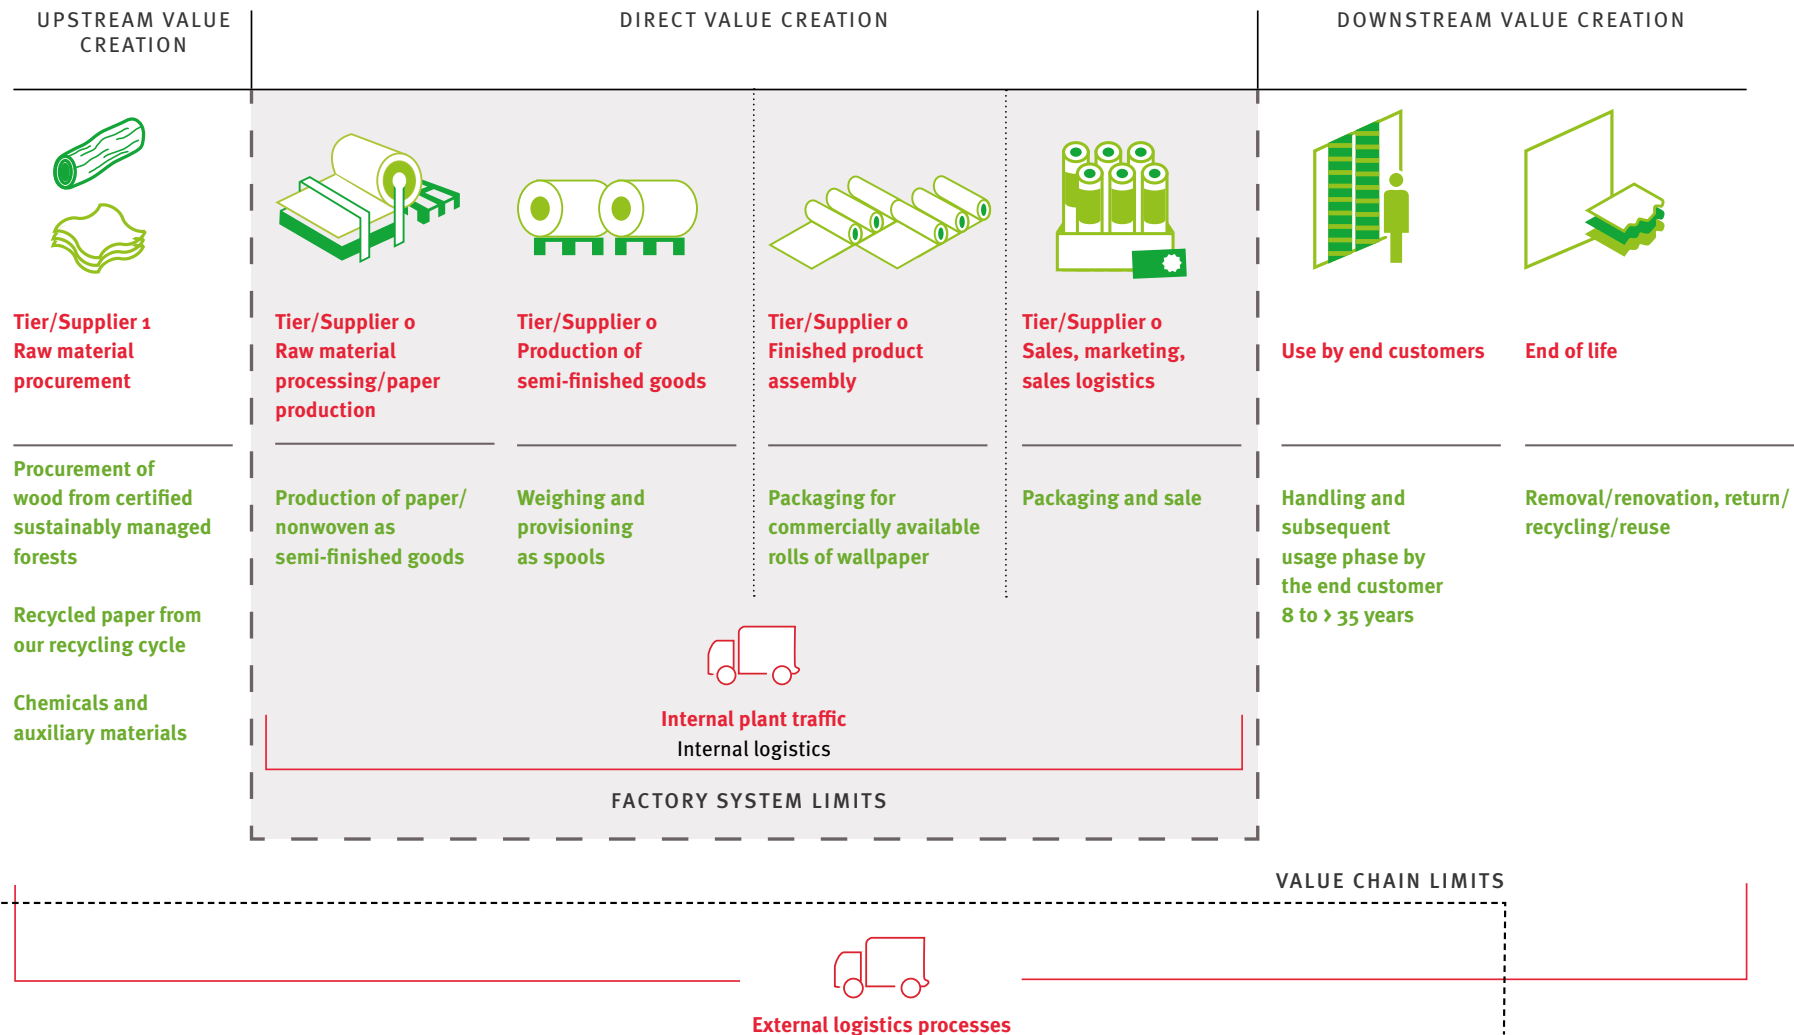 UPSTREAM VALUE
CREATION
DIRECT VALUE CREATION
DOWNSTREAM VALUE CREATION
Tier/Supplier 1
Raw material
procurement
Tier/Supplier 0
Raw material
processing/paper
production
Tier/Supplier 0
Production of
semi-finished goods
Tier/Supplier 0
Finished product
assembly
Tier/Supplier 0
Sales, marketing,
sales logistics
Use by end customers
End of life
Procurement of
wood from certified
sustainably managed
forests
Recycled paper from
our recycling cycle
Chemicals and
auxiliary materials
Production of paper/
nonwoven as
semi-finished goods
Weighing and
provisioning
as spools
Packaging for
commercially available
rolls of wallpaper
Packaging and sale
Handling and
subsequent
usage phase by
the end customer
8 to > 35 years
Removal/renovation, return/
recycling/reuse
Internal plant traffic
Internal logistics
FACTORY SYSTEM LIMITS
VALUE CHAIN LIMITS
External logistics processes